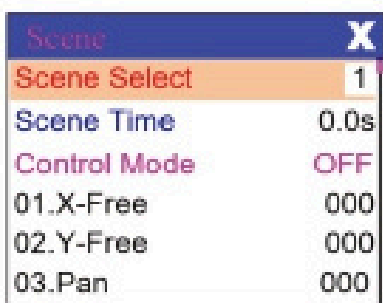 Scene X
Scene Select 1
Scene Time 0.0s
Control Mode OFF
01.X-Free 000
02.Y-Free 000
03.Pan 000